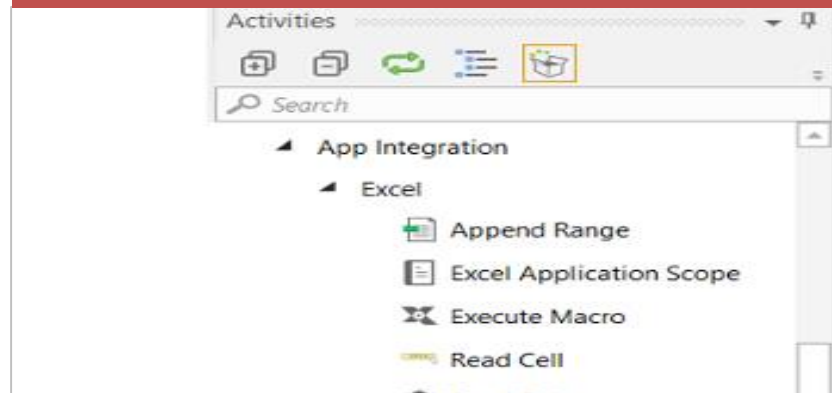 Activities
Search
App Integration
Excel
Append Range
Excel Application Scope
Execute Macro
Read Cell